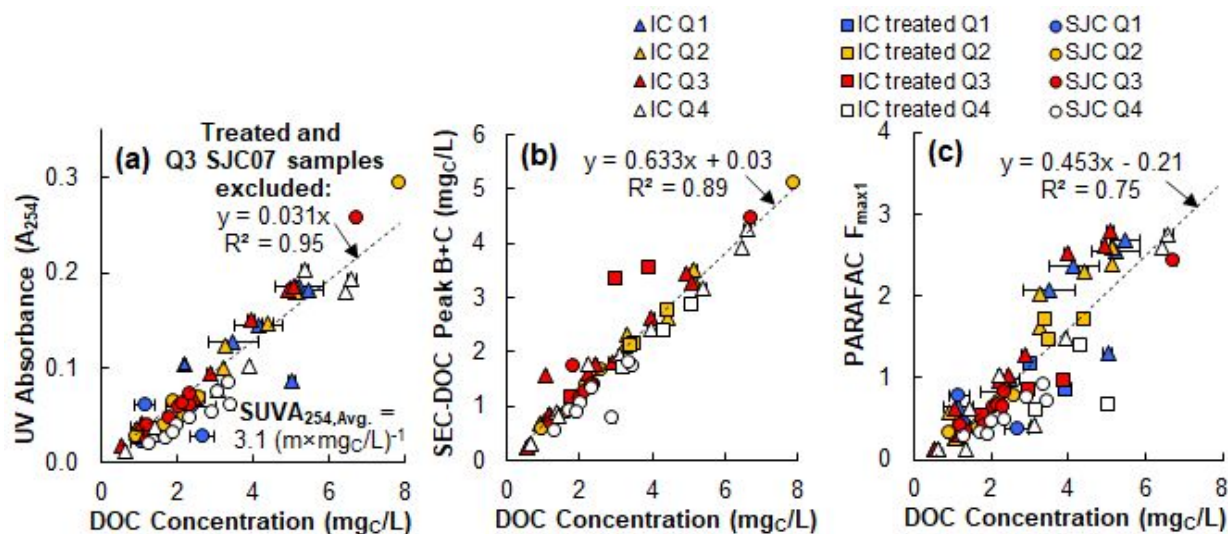 IC Q1
IC Q2
IC Q3
IC Q4
IC treated Q1
IC treated Q2
IC treated Q3
IC treated Q4
SJC Q1
SJC Q2
SJC Q3
SJC Q4
(a)
Treated and
Q3 SJC07 samples
excluded:
y = 0.031x
R² = 0.95
SUVA254,Avg. =
3.1 (m×mgC/L)-1
UV Absorbance (A254)
0.3
0.2
0.1
0.0
0 2 4 6 8
DOC Concentration (mgC/L)
(b)
y = 0.633x + 0.03
R² = 0.89
SEC-DOC Peak B+C (mgC/L)
6
5
4
3
2
1
0
0 2 4 6 8
DOC Concentration (mgC/L)
(c)
y = 0.453x - 0.21
R² = 0.75
PARAFAC Fmax1
4
3
2
1
0
0 2 4 6 8
DOC Concentration (mgC/L)